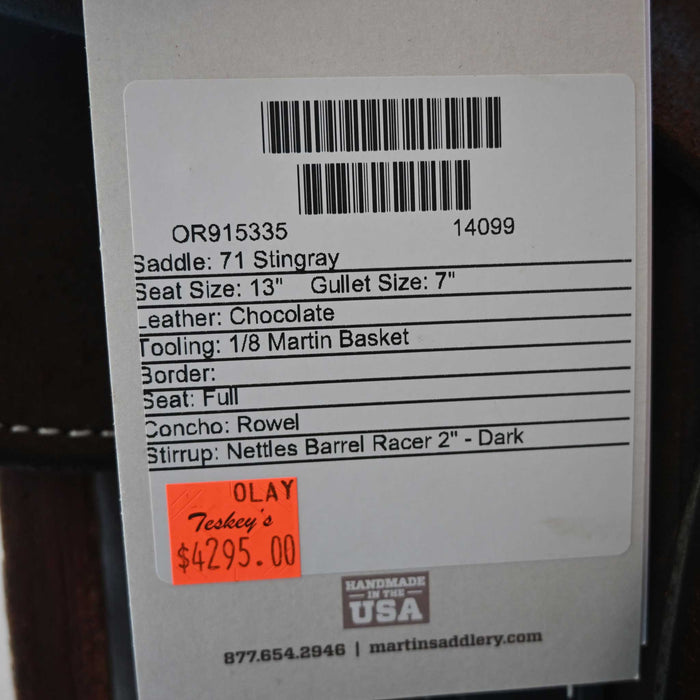 OR915335 14099
Saddle: 71 Stingray
Seat Size: 13" Gullet Size: 7"
Leather: Chocolate
Tooling: 1/8 Martin Basket
Border:
Seat: Full
Concho: Rowel
Stirrup: Nettles Barrel Racer 2" - Dark
OLAY
Teskey's
$4295.00
HANDMADE
IN THE
USA
877.654.2946 | martinsaddlery.com